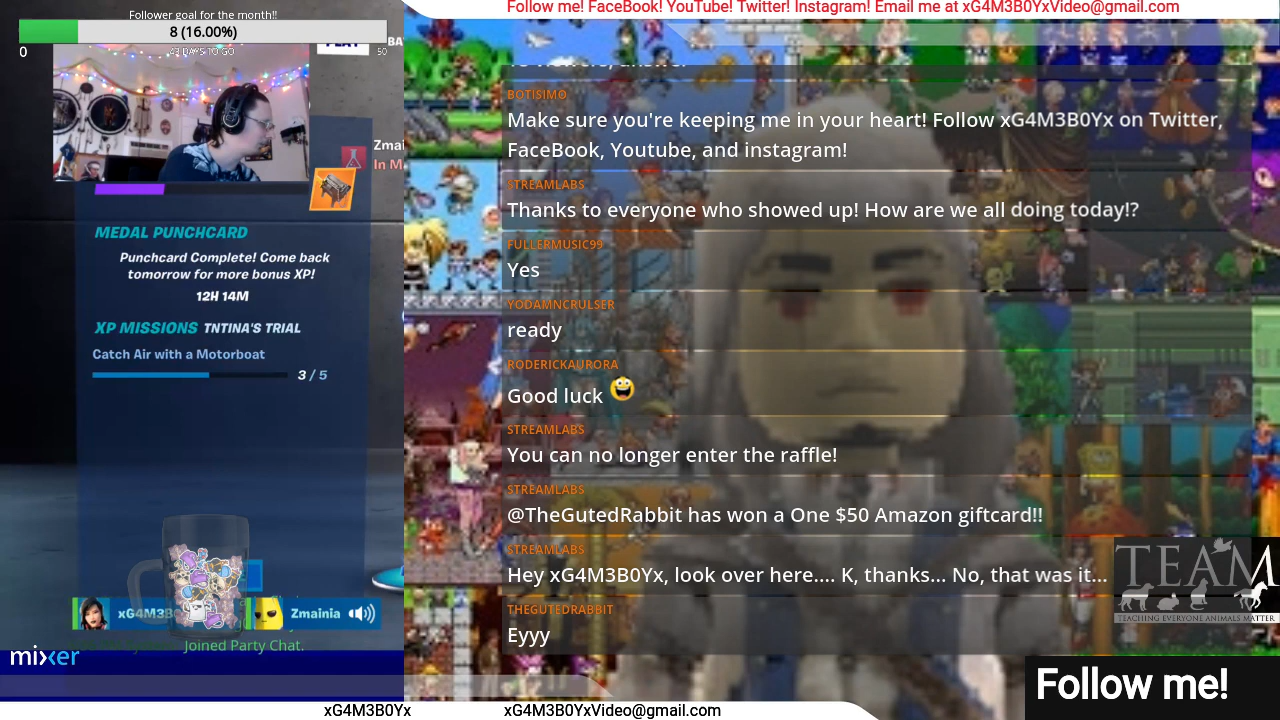 Follow me! FaceBook! YouTube! Twitter! Instagram! Email me at xG4M3B0YxVideo@gmail.com
Follower goal for the month!!
8 (16.00%)
0
50
PLAY
Zmai
In M
MEDAL PUNCHCARD
Punchcard Complete! Come back
tomorrow for more bonus XP!
12H 14M
XP MISSIONS TNTINA'S TRIAL
Catch Air with a Motorboat
3 / 5
xG4M3B
Zmainia
Joined Party Chat.
mixer
BOTISIMO
Make sure you're keeping me in your heart! Follow xG4M3B0Yx on Twitter,
FaceBook, Youtube, and instagram!
STREAMLABS
Thanks to everyone who showed up! How are we all doing today!?
FULLERMUSIC99
Yes
YODAMNCRUISER
ready
RODERICKAURORA
Good luck
STREAMLABS
You can no longer enter the raffle!
STREAMLABS
@TheGutedRabbit has won a One $50 Amazon giftcard!!
STREAMLABS
Hey xG4M3B0Yx, look over here.... K, thanks... No, that was it...
THEGUTEDRABBIT
Eyyy
TEAM
TEACHING EVERYONE ANIMALS MATTER
Follow me!
xG4M3B0Yx
xG4M3B0YxVideo@gmail.com